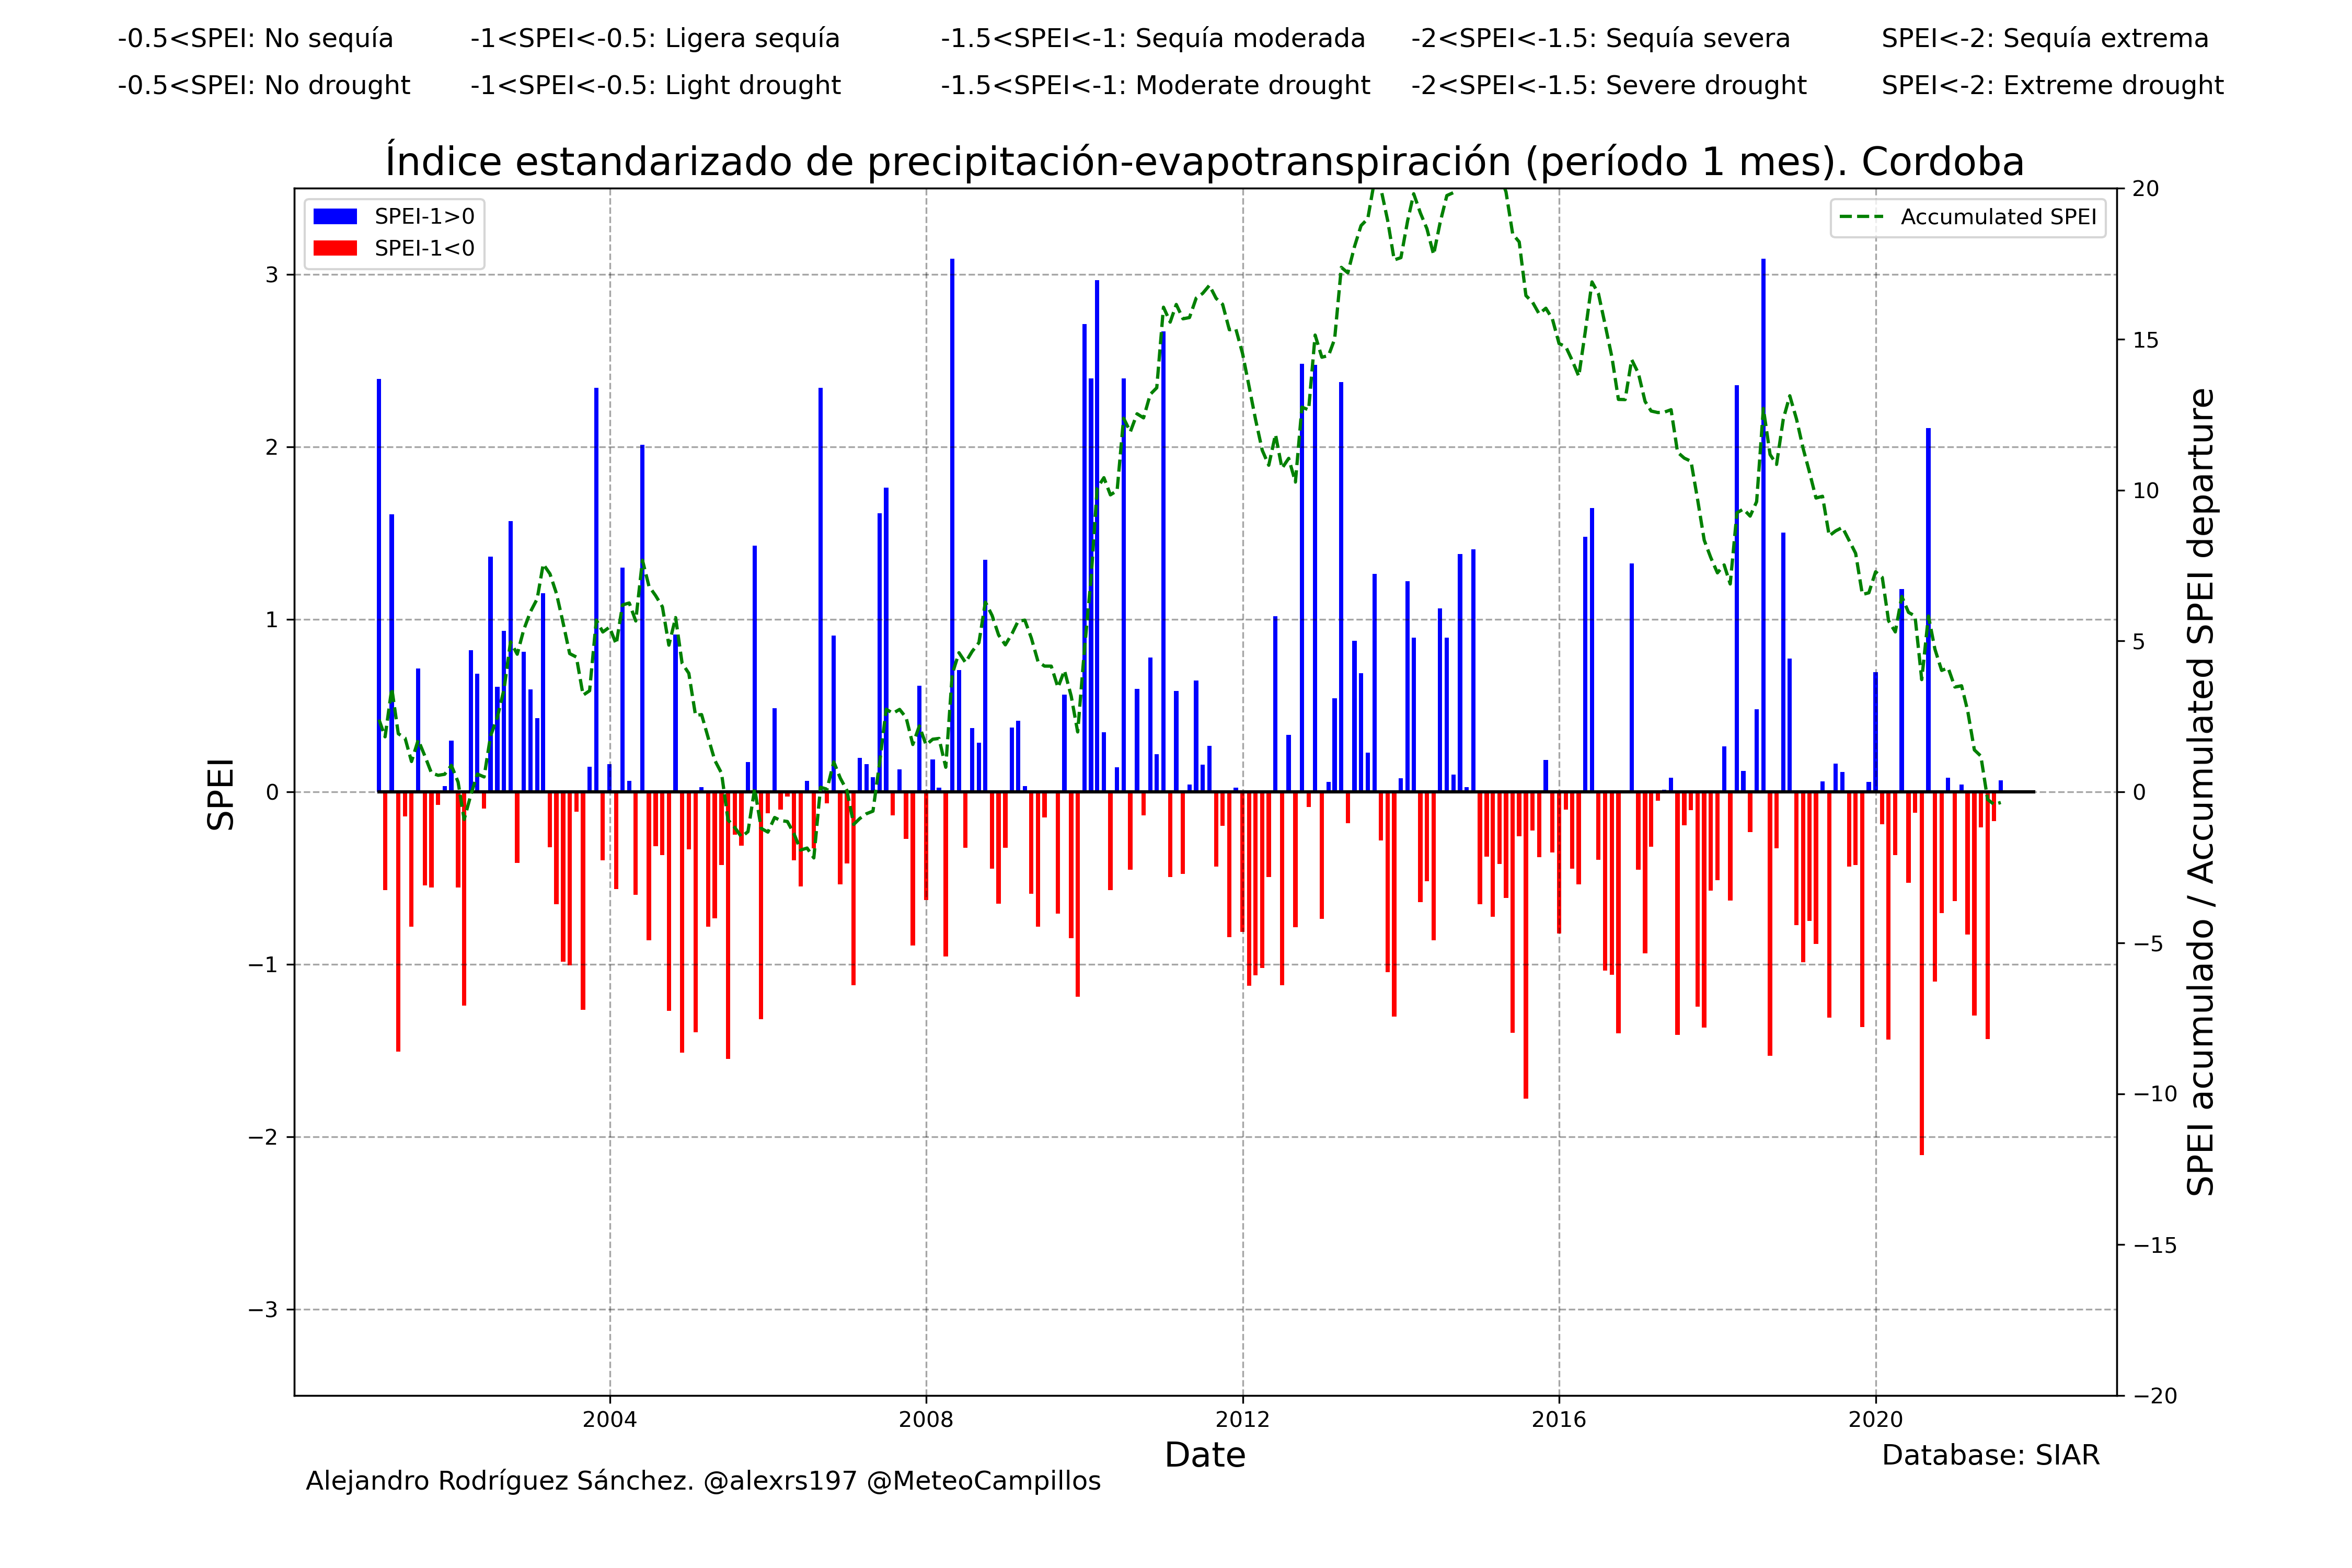 -0.5<SPEI: No sequía -1<SPEI<-0.5: Ligera sequía -1.5<SPEI<-1: Sequía moderada -2<SPEI<-1.5: Sequía severa SPEI<-2: Sequía extrema
-0.5<SPEI: No drought -1<SPEI<-0.5: Light drought -1.5<SPEI<-1: Moderate drought -2<SPEI<-1.5: Severe drought SPEI<-2: Extreme drought
Índice estandarizado de precipitación-evapotranspiración (período 1 mes). Cordoba
SPEI-1>0
SPEI-1<0
Accumulated SPEI
SPEI
3
2
1
0
−1
−2
−3
20
15
10
5
0
−5
−10
−15
−20
SPEI acumulado / Accumulated SPEI departure
2004 2008 2012 2016 2020
Date
Database: SIAR
Alejandro Rodríguez Sánchez. @alexrs197 @MeteoCampillos